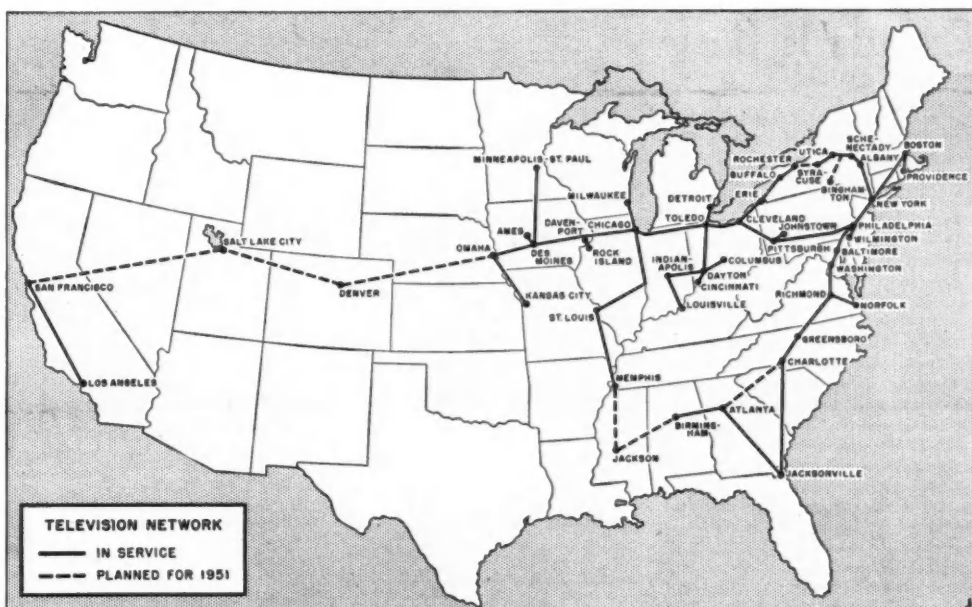 MINNEAPOLIS-ST. PAUL
SCHE-
NECTADY
UTICA
BOSTON
ROCHESTER
ALBANY
BUFFALO
SYRA-
CUSE
PROVIDENCE
BINGHAM
TON
MILWAUKEE
DETROIT
ERIE
NEW YORK
AMES
DAVEN-
PORT
CHICAGO
TOLEDO
CLEVELAND
JOHNSTOWN
PHILADELPHIA
SALT LAKE CITY
OMAHA
DES
MOINES
ROCK
ISLAND
INDIAN-
APOLIS
COLUMBUS
PITTSBURGH
WILMINGTON
BALTIMORE
WASHINGTON
DAYTON
CINCINNATI
SAN FRANCISCO
DENVER
KANSAS CITY
ST. LOUIS
LOUISVILLE
RICHMOND
NORFOLK
GREENSBORO
CHARLOTTE
LOS ANGELES
MEMPHIS
ATLANTA
BIRMING-
HAM
JACKSON
JACKSONVILLE
TELEVISION NETWORK
IN SERVICE
PLANNED FOR 1951